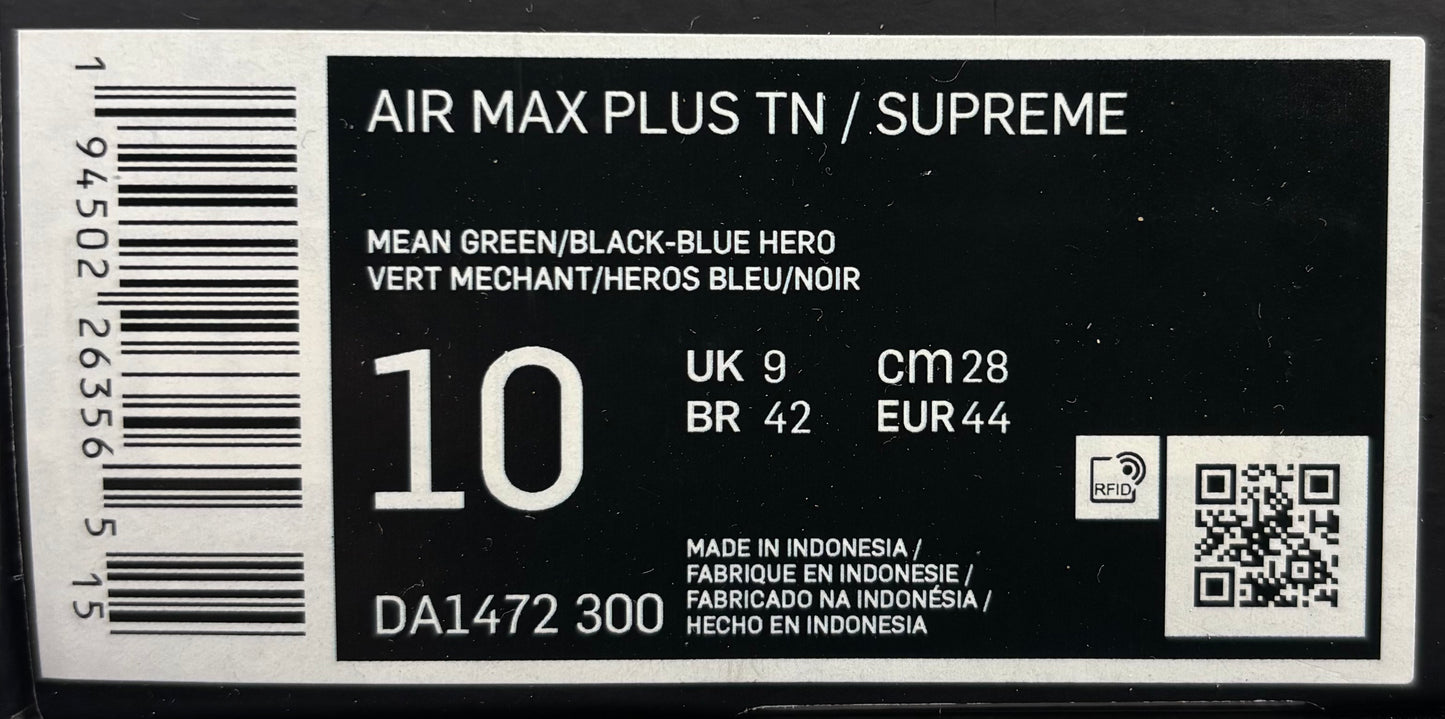 1 94502 26356 5 15
AIR MAX PLUS TN / SUPREME
MEAN GREEN/BLACK-BLUE HERO
VERT MECHANT/HEROS BLEU/NOIR
10
UK 9 cm 28
BR 42 EUR 44
RFID
MADE IN INDONESIA /
FABRIQUE EN INDONESIE /
FABRICADO NA INDONÉSIA /
HECHO EN INDONESIA
DA1472 300